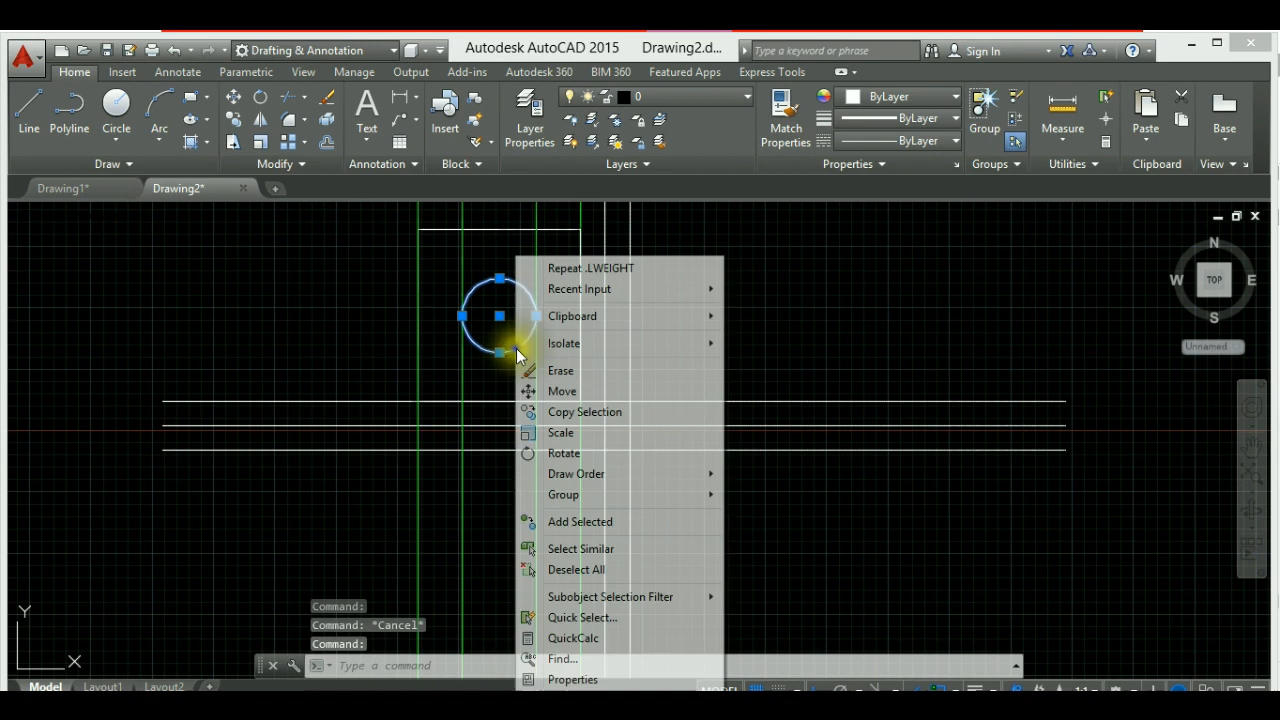 Drafting & Annotation
Autodesk AutoCAD 2015 Drawing2.d...
Type a keyword or phrase
Sign In
Home Insert Annotate Parametric View Manage Output Add-ins Autodesk 360 BIM 360 Featured Apps Express Tools
0
ByLayer
ByLayer
ByLayer
Line Polyline Circle Arc Text Insert Layer Properties Match Properties Group Measure Paste Base
Draw Modify Annotation Block Layers Properties Groups Utilities Clipboard View
Drawing1* Drawing2*
N
W TOP E
S
Unnamed
Repeat .LWEIGHT
Recent Input
Clipboard
Isolate
Erase
Move
Copy Selection
Scale
Rotate
Draw Order
Group
Add Selected
Select Similar
Deselect All
Subobject Selection Filter
Quick Select...
QuickCalc
Find...
Properties
Y
X
Command:
Command: *Cancel*
Command:
Type a command
Model Layout1 Layout2 +
MODEL
1:1